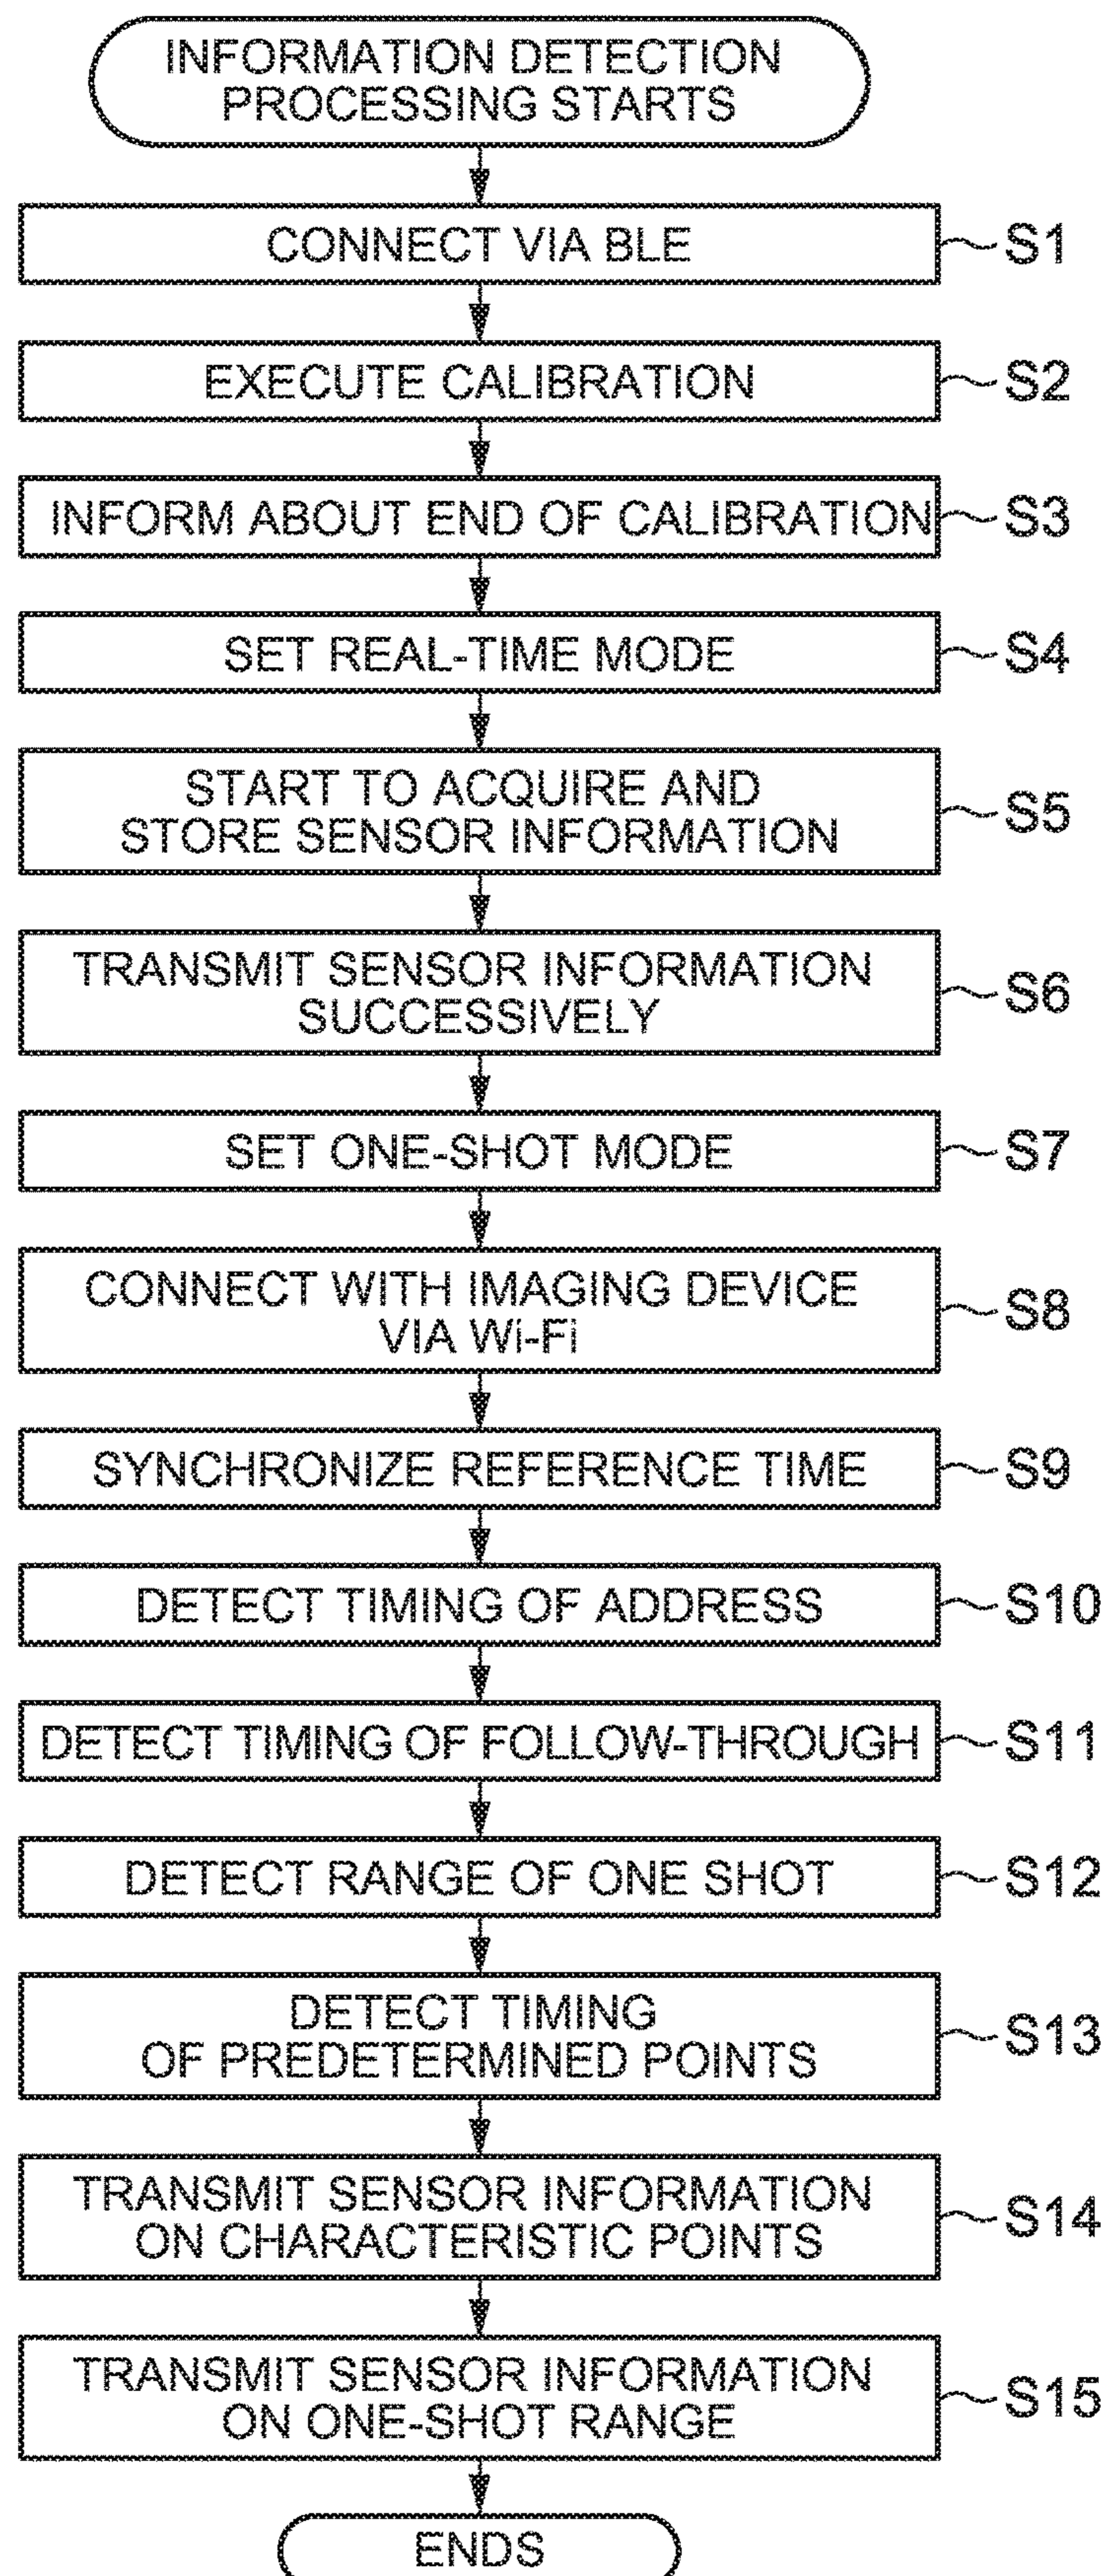 INFORMATION DETECTION
PROCESSING STARTS
CONNECT VIA BLE
S1
EXECUTE CALIBRATION
S2
INFORM ABOUT END OF CALIBRATION
S3
SET REAL-TIME MODE
S4
START TO ACQUIRE AND
STORE SENSOR INFORMATION
S5
TRANSMIT SENSOR INFORMATION
SUCCESSIVELY
S6
SET ONE-SHOT MODE
S7
CONNECT WITH IMAGING DEVICE
VIA Wi-Fi
S8
SYNCHRONIZE REFERENCE TIME
S9
DETECT TIMING OF ADDRESS
S10
DETECT TIMING OF FOLLOW-THROUGH
S11
DETECT RANGE OF ONE SHOT
S12
DETECT TIMING
OF PREDETERMINED POINTS
S13
TRANSMIT SENSOR INFORMATION
ON CHARACTERISTIC POINTS
S14
TRANSMIT SENSOR INFORMATION
ON ONE-SHOT RANGE
S15
ENDS